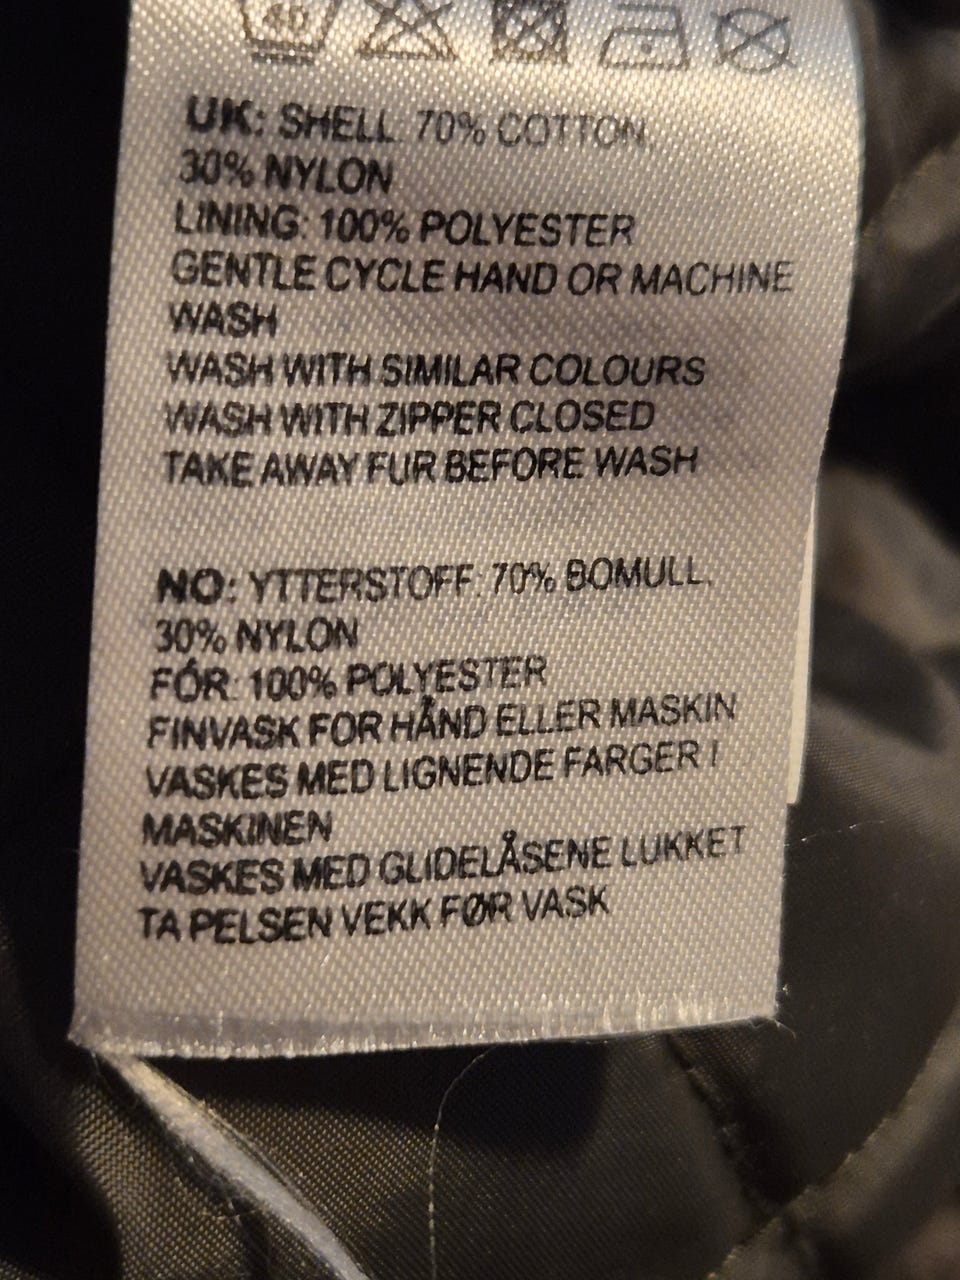 40
UK: SHELL: 70% COTTON,
30% NYLON
LINING: 100% POLYESTER
GENTLE CYCLE HAND OR MACHINE
WASH
WASH WITH SIMILAR COLOURS
WASH WITH ZIPPER CLOSED
TAKE AWAY FUR BEFORE WASH
NO: YTTERSTOFF: 70% BOMULL,
30% NYLON
FÓR: 100% POLYESTER
FINVASK FOR HÅND ELLER MASKIN
VASKES MED LIGNENDE FARGER I
MASKINEN
VASKES MED GLIDELÅSENE LUKKET
TA PELSEN VEKK FØR VASK